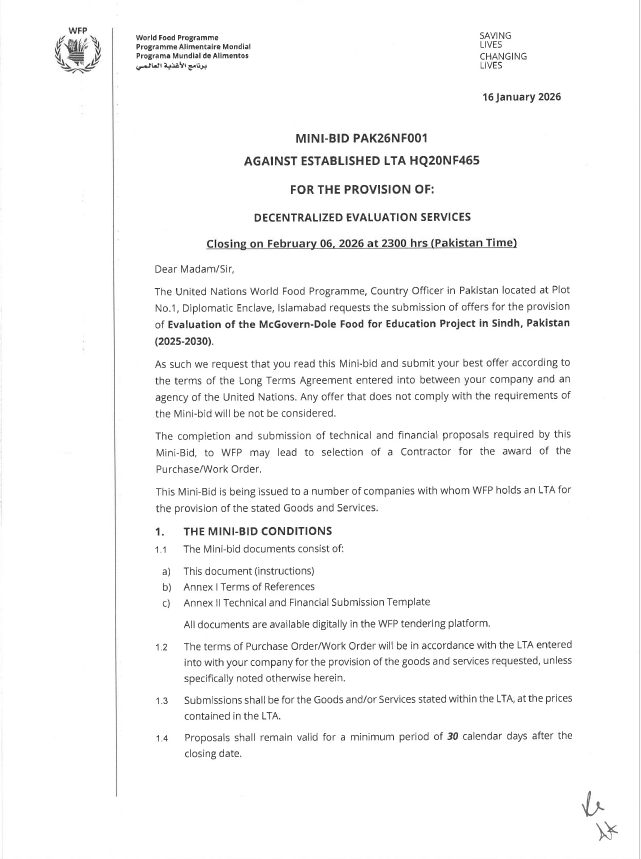 WFP
World Food Programme
Programme Alimentaire Mondial
Programa Mundial de Alimentos
برنامج الأغذية العالمي
SAVING
LIVES
CHANGING
LIVES
16 January 2026
MINI-BID PAK26NF001
AGAINST ESTABLISHED LTA HQ20NF465
FOR THE PROVISION OF:
DECENTRALIZED EVALUATION SERVICES
Closing on February 06, 2026 at 2300 hrs (Pakistan Time)
Dear Madam/Sir,
The United Nations World Food Programme, Country Officer in Pakistan located at Plot
No.1, Diplomatic Enclave, Islamabad requests the submission of offers for the provision
of Evaluation of the McGovern-Dole Food for Education Project in Sindh, Pakistan
(2025-2030).
As such we request that you read this Mini-bid and submit your best offer according to
the terms of the Long Terms Agreement entered into between your company and an
agency of the United Nations. Any offer that does not comply with the requirements of
the Mini-bid will be not be considered.
The completion and submission of technical and financial proposals required by this
Mini-Bid, to WFP may lead to selection of a Contractor for the award of the
Purchase/Work Order.
This Mini-Bid is being issued to a number of companies with whom WFP holds an LTA for
the provision of the stated Goods and Services.
1. THE MINI-BID CONDITIONS
1.1 The Mini-bid documents consist of:
a) This document (instructions)
b) Annex I Terms of References
c) Annex II Technical and Financial Submission Template
All documents are available digitally in the WFP tendering platform.
1.2 The terms of Purchase Order/Work Order will be in accordance with the LTA entered
into with your company for the provision of the goods and services requested, unless
specifically noted otherwise herein.
1.3 Submissions shall be for the Goods and/or Services stated within the LTA, at the prices
contained in the LTA.
1.4 Proposals shall remain valid for a minimum period of 30 calendar days after the
closing date.